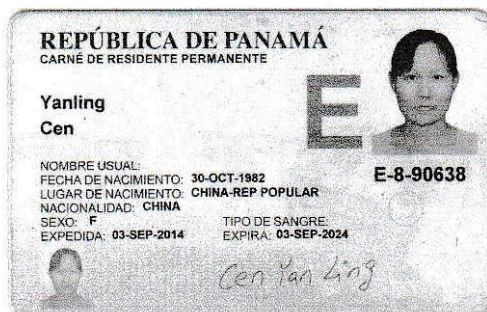 REPÚBLICA DE PANAMÁ
CARNÉ DE RESIDENTE PERMANENTE
Yanling
Cen
E
NOMBRE USUAL:
FECHA DE NACIMIENTO: 30-OCT-1982
LUGAR DE NACIMIENTO: CHINA-REP POPULAR
NACIONALIDAD: CHINA
SEXO: F TIPO DE SANGRE:
EXPEDIDA: 03-SEP-2014 EXPIRA: 03-SEP-2024
E-8-90638
Cen Yan Ling